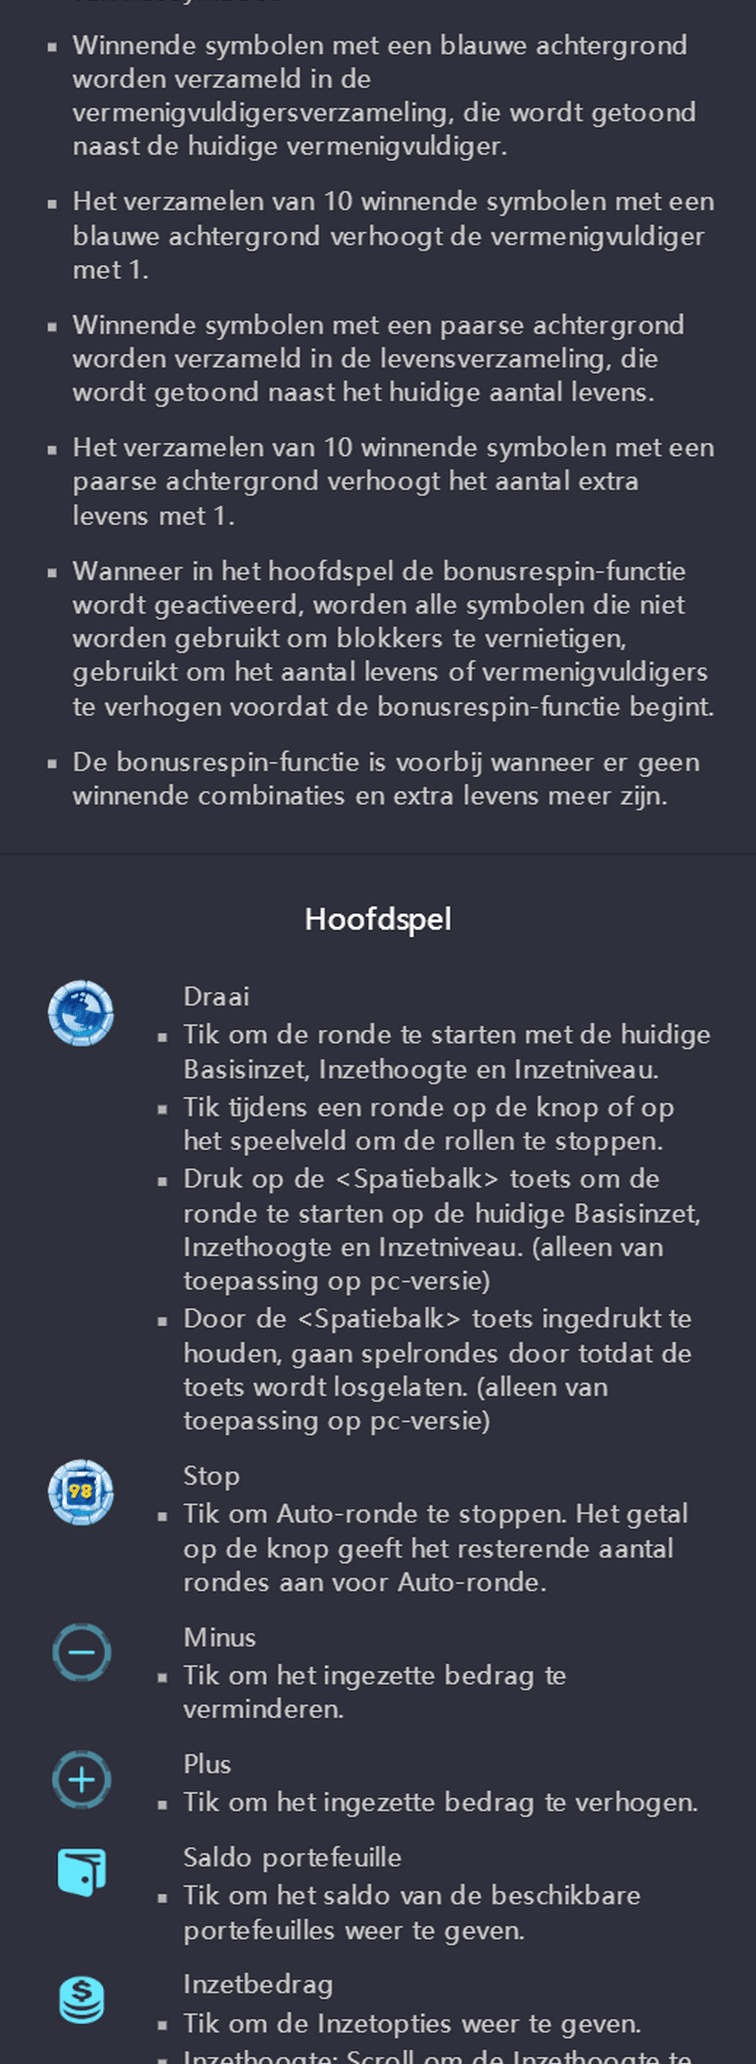 Winnende symbolen met een blauwe achtergrond
worden verzameld in de
vermenigvuldigersverzameling, die wordt getoond
naast de huidige vermenigvuldiger.
Het verzamelen van 10 winnende symbolen met een
blauwe achtergrond verhoogt de vermenigvuldiger
met 1.
Winnende symbolen met een paarse achtergrond
worden verzameld in de levensverzameling, die
wordt getoond naast het huidige aantal levens.
Het verzamelen van 10 winnende symbolen met een
paarse achtergrond verhoogt het aantal extra
levens met 1.
Wanneer in het hoofdspel de bonusrespin-functie
wordt geactiveerd, worden alle symbolen die niet
worden gebruikt om blokkers te vernietigen,
gebruikt om het aantal levens of vermenigvuldigers
te verhogen voordat de bonusrespin-functie begint.
De bonusrespin-functie is voorbij wanneer er geen
winnende combinaties en extra levens meer zijn.
Hoofdspel
Draai
Tik om de ronde te starten met de huidige
Basisinzet, Inzethoogte en Inzetniveau.
Tik tijdens een ronde op de knop of op
het speelveld om de rollen te stoppen.
Druk op de <Spatiebalk> toets om de
ronde te starten op de huidige Basisinzet,
Inzethoogte en Inzetniveau. (alleen van
toepassing op pc-versie)
Door de <Spatiebalk> toets ingedrukt te
houden, gaan spelrondes door totdat de
toets wordt losgelaten. (alleen van
toepassing op pc-versie)
98
Stop
Tik om Auto-ronde te stoppen. Het getal
op de knop geeft het resterende aantal
rondes aan voor Auto-ronde.
Minus
Tik om het ingezette bedrag te
verminderen.
Plus
Tik om het ingezette bedrag te verhogen.
Saldo portefeuille
Tik om het saldo van de beschikbare
portefeuilles weer te geven.
$
Inzetbedrag
Tik om de Inzetopties weer te geven.
Inzethoogte: Scroll om de Inzethoogte te